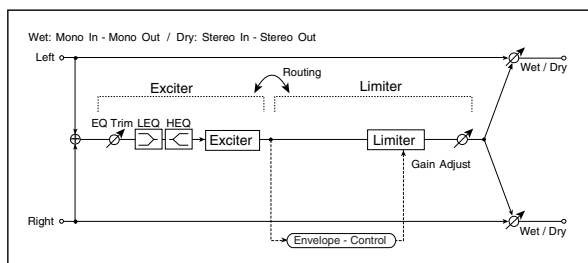 Wet: Mono In - Mono Out / Dry: Stereo In - Stereo Out
Left
Wet / Dry
Routing
Exciter
Limiter
EQ Trim
LEQ
HEQ
Exciter
Limiter
Gain Adjust
Right
Wet / Dry
Envelope - Control